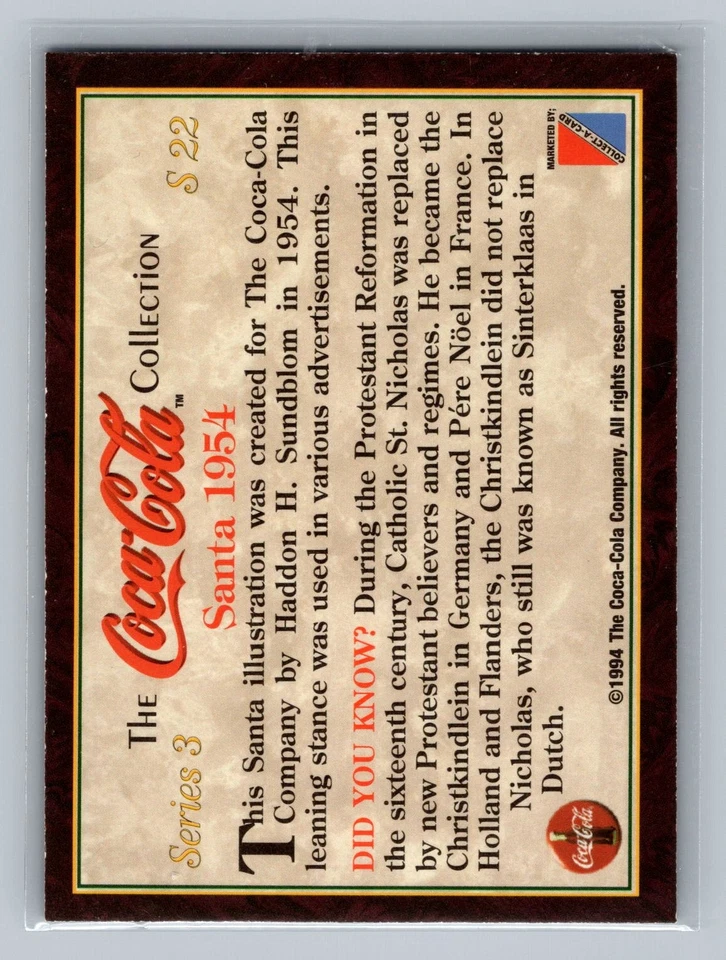 THE Coca-Cola™ COLLECTION
Series 3
S 22
Santa 1954
This Santa illustration was created for The Coca-Cola
Company by Haddon H. Sundblom in 1954. This
leaning stance was used in various advertisements.
DID YOU KNOW? During the Protestant Reformation in
the sixteenth century, Catholic St. Nicholas was replaced
by new Protestant believers and regimes. He became the
Christkindlein in Germany and Pére Nöel in France. In
Holland and Flanders, the Christkindlein did not replace
Nicholas, who still was known as Sinterklaas in
Dutch.
MARKETED BY:
COLLECT-A-CARD
Coca-Cola
©1994 The Coca-Cola Company. All rights reserved.